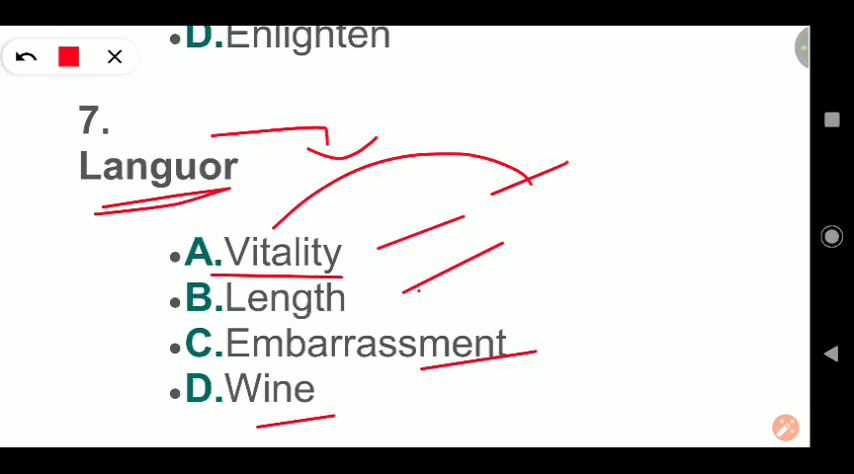 D.Enlighten
7.
Languor
A.Vitality
B.Length
C.Embarrassment
D.Wine